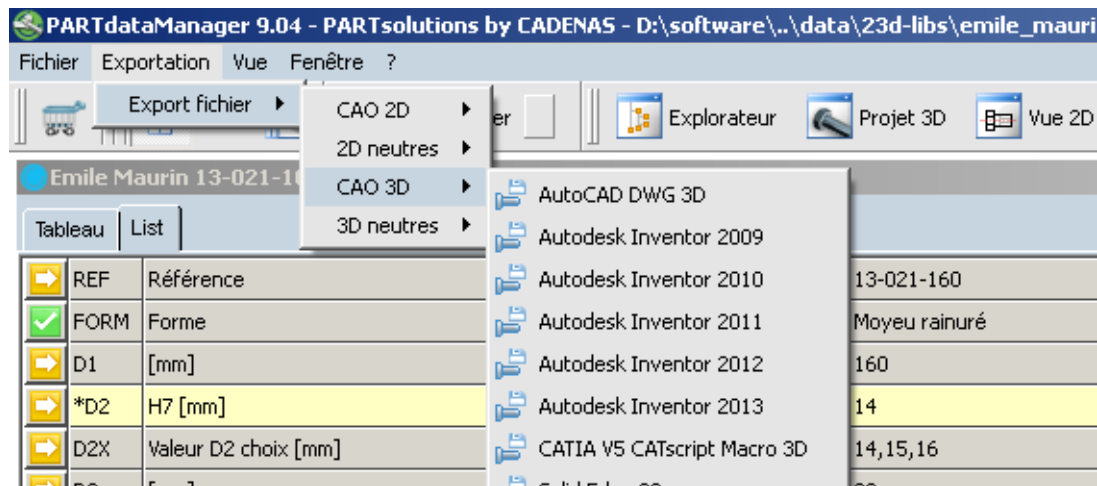 PARTdataManager 9.04 - PARTsolutions by CADENAS - D:\software\..\data\23d-libs\emile_mauri
Fichier Exportation Vue Fenêtre ?
Export fichier
er Explorateur Projet 3D Vue 2D
CAO 2D
2D neutres
CAO 3D
3D neutres
Emile Maurin 13-021-1
Tableau List
AutoCAD DWG 3D
Autodesk Inventor 2009
Autodesk Inventor 2010
Autodesk Inventor 2011
Autodesk Inventor 2012
Autodesk Inventor 2013
CATIA V5 CATscript Macro 3D
REF Référence 13-021-160
FORM Forme Moyeu rainuré
D1 [mm] 160
*D2 H7 [mm] 14
D2X Valeur D2 choix [mm] 14,15,16